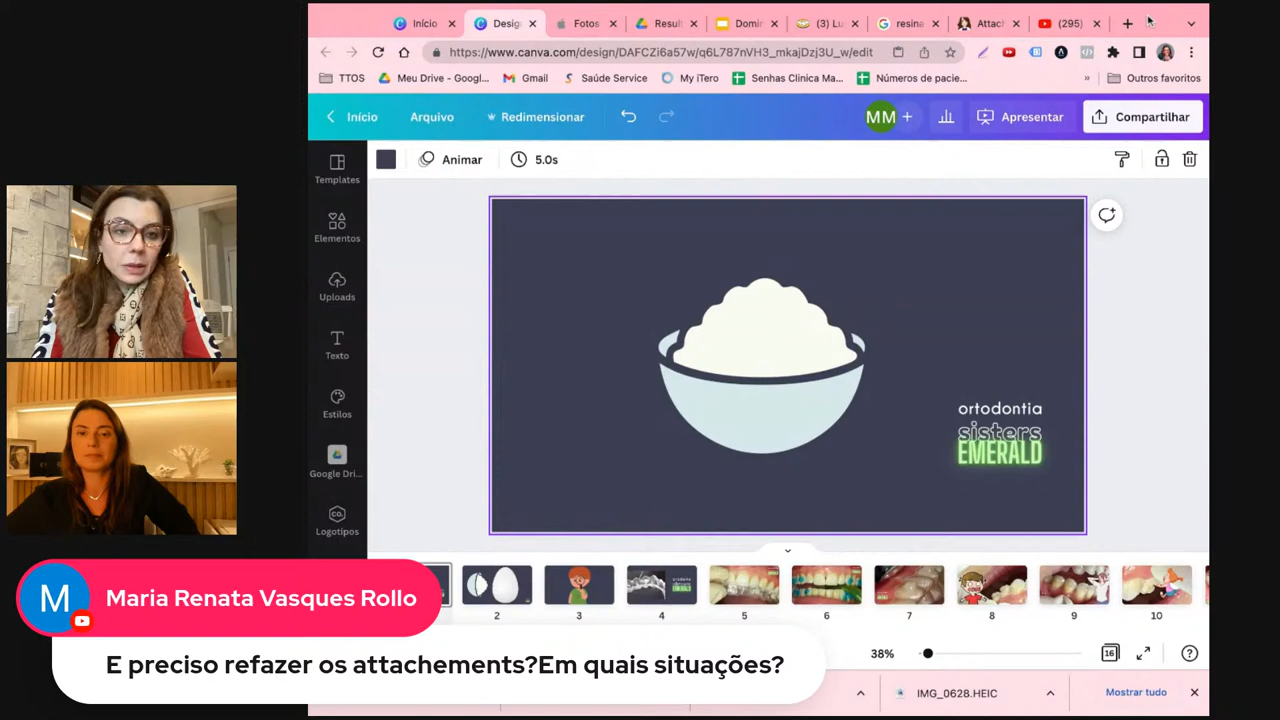 Início
Desig
Fotos
Result
Domin
(3) Lu
resina
Attach
(295)
https://www.canva.com/design/DAFCZi6a57w/q6L787nVH3_mkajDzj3U_w/edit
TTOS
Meu Drive - Googl...
Gmail
Saúde Service
My iTero
Senhas Clinica Ma...
Números de pacie...
»
Outros favoritos
Início
Arquivo
Redimensionar
MM
+
Apresentar
Compartilhar
Animar
5.0s
Templates
Elementos
Uploads
Texto
Estilos
Google Dri...
CO.
Logotipos
ortodontia
sisters
EMERALD
2
3
4
5
6
7
8
9
10
38%
16
IMG_0628.HEIC
Mostrar tudo
M
Maria Renata Vasques Rollo
E preciso refazer os attachements?Em quais situações?